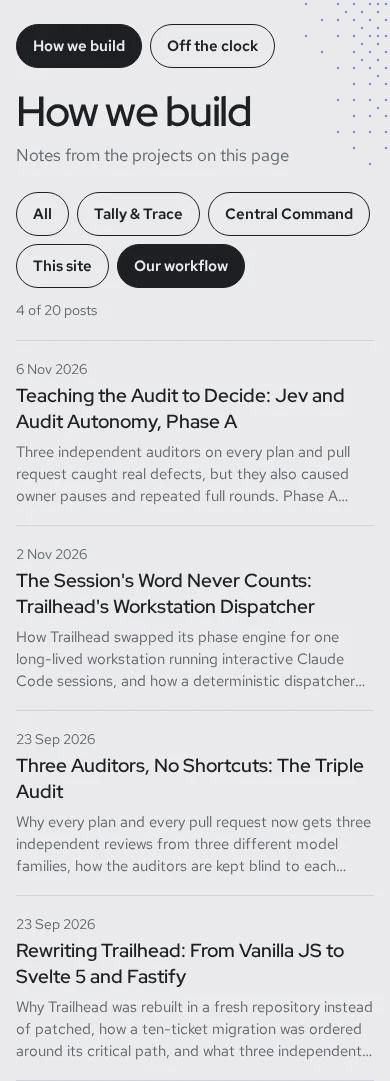 How we build
Off the clock
How we build
Notes from the projects on this page
All
Tally & Trace
Central Command
This site
Our workflow
4 of 20 posts
6 Nov 2026
Teaching the Audit to Decide: Jev and
Audit Autonomy, Phase A
Three independent auditors on every plan and pull
request caught real defects, but they also caused
owner pauses and repeated full rounds. Phase A…
2 Nov 2026
The Session's Word Never Counts:
Trailhead's Workstation Dispatcher
How Trailhead swapped its phase engine for one
long-lived workstation running interactive Claude
Code sessions, and how a deterministic dispatcher…
23 Sep 2026
Three Auditors, No Shortcuts: The Triple
Audit
Why every plan and every pull request now gets three
independent reviews from three different model
families, how the auditors are kept blind to each…
23 Sep 2026
Rewriting Trailhead: From Vanilla JS to
Svelte 5 and Fastify
Why Trailhead was rebuilt in a fresh repository instead
of patched, how a ten-ticket migration was ordered
around its critical path, and what three independent…